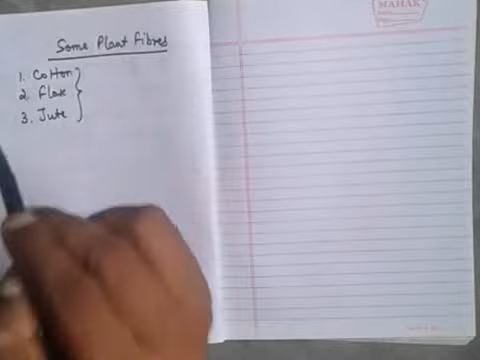 Some Plant Fibres
1. Cotton
2. Flax
3. Jute
MAHAK